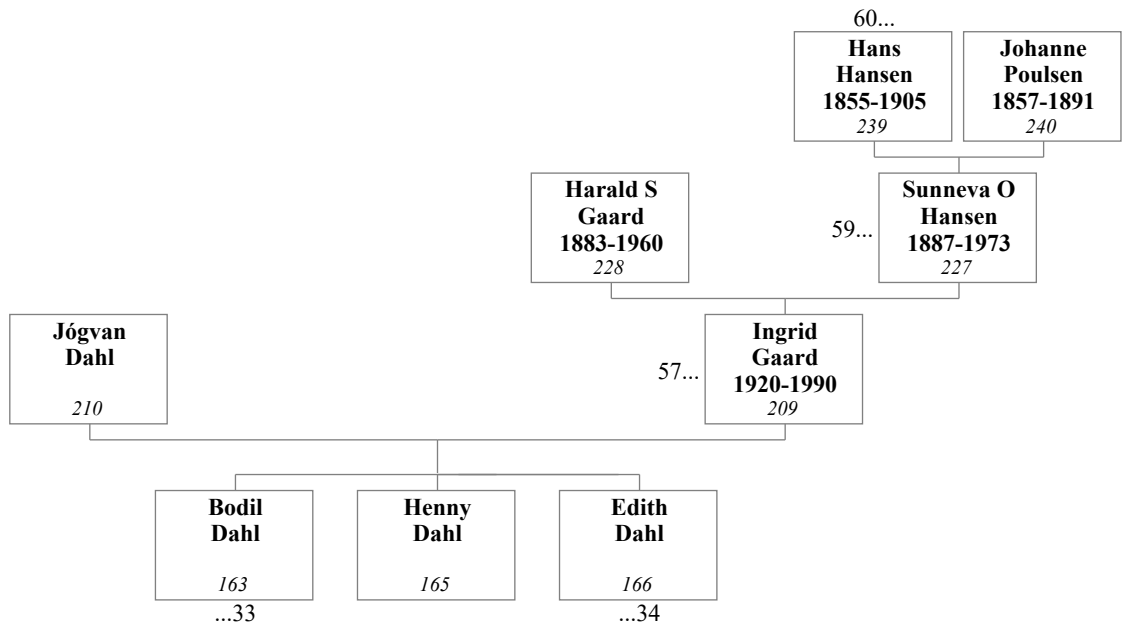 60...
Hans
Hansen
1855-1905
239
Johanne
Poulsen
1857-1891
240
Harald S
Gaard
1883-1960
228
59...
Sunneva O
Hansen
1887-1973
227
Jógvan
Dahl
210
57...
Ingrid
Gaard
1920-1990
209
Bodil
Dahl
163
...33
Henny
Dahl
165
Edith
Dahl
166
...34